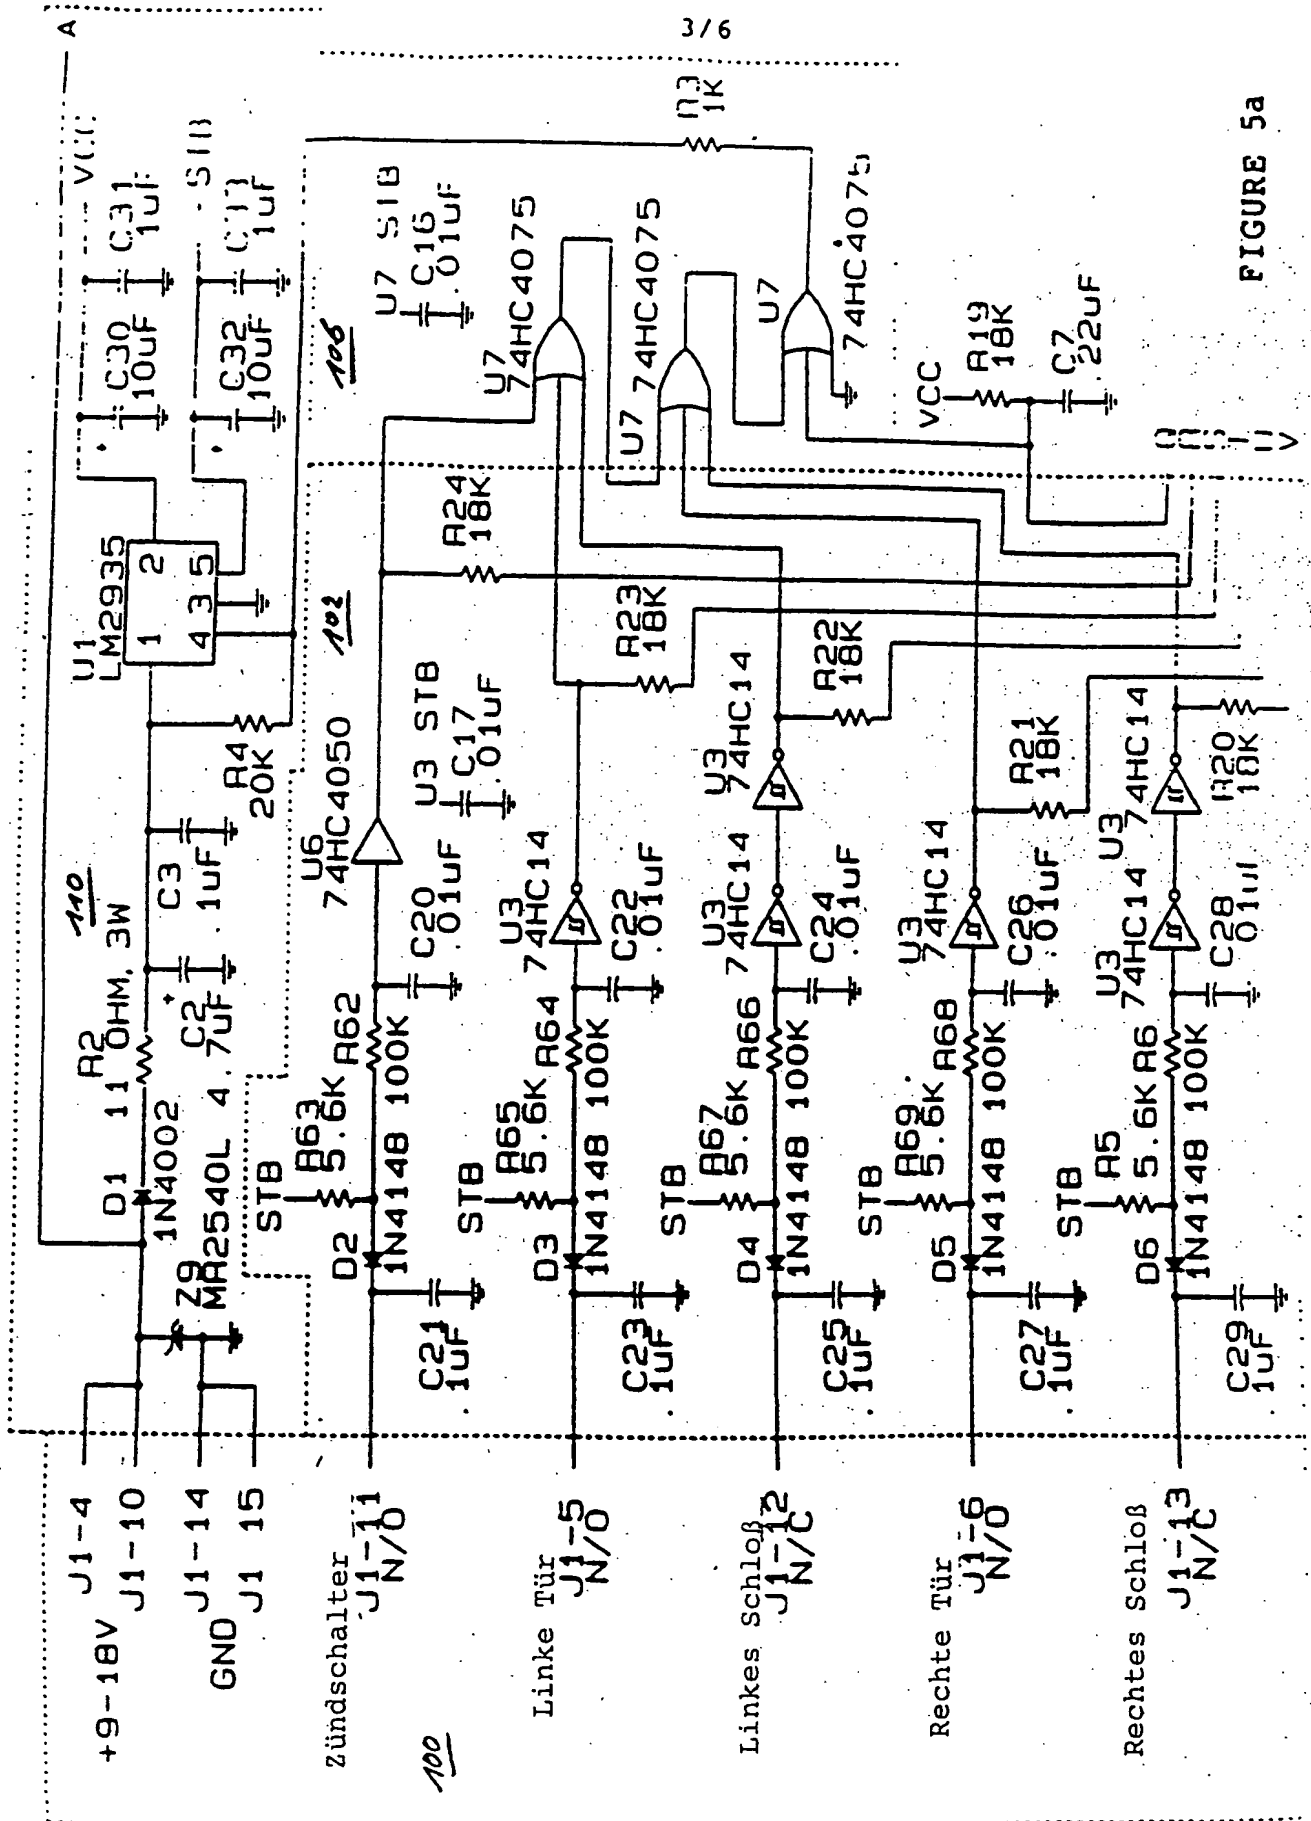 3/6
A
J1-4
+9-18V
J1-10
J1-14
GND
J1 15
Z9
MR2540L
D1
1N4002
R2
11 OHM, 3W
110
C2
4.7uF
+
C3
.1uF
R4
20K
U1
LM2935
1
2
4
3
5
VCC
C30
10uF
C31
1uF
C32
10uF
1uF
106
U7
C16
.01uF
R3
1K
Zündschalter
J1-11
N/O
C21
.1uF
D2
1N4148
STB
R63
5.6K
R62
100K
C20
.01uF
U6
74HC4050
102
U3 STB
C17
.01uF
R24
18K
U7
74HC4075
Linke Tür
J1-5
N/O
C23
.1uF
D3
1N4148
STB
R65
5.6K
R64
100K
C22
.01uF
U3
74HC14
R23
18K
U7
74HC4075
Linkes Schloß
J1-12
N/C
C25
.1uF
D4
1N4148
STB
R67
5.6K
R66
100K
C24
.01uF
U3
74HC14
U3
74HC14
R22
18K
U7
74HC4075
Rechte Tür
J1-6
N/O
C27
.1uF
D5
1N4148
STB
R69
5.6K
R68
100K
C26
.01uF
U3
74HC14
R21
18K
VCC
R19
18K
C7
.22uF
Rechtes Schloß
J1-13
N/C
C29
.1uF
D6
1N4148
STB
R5
5.6K
R6
100K
C28
U3
74HC14
U3
74HC14
R20
18K
V
100
FIGURE 5a